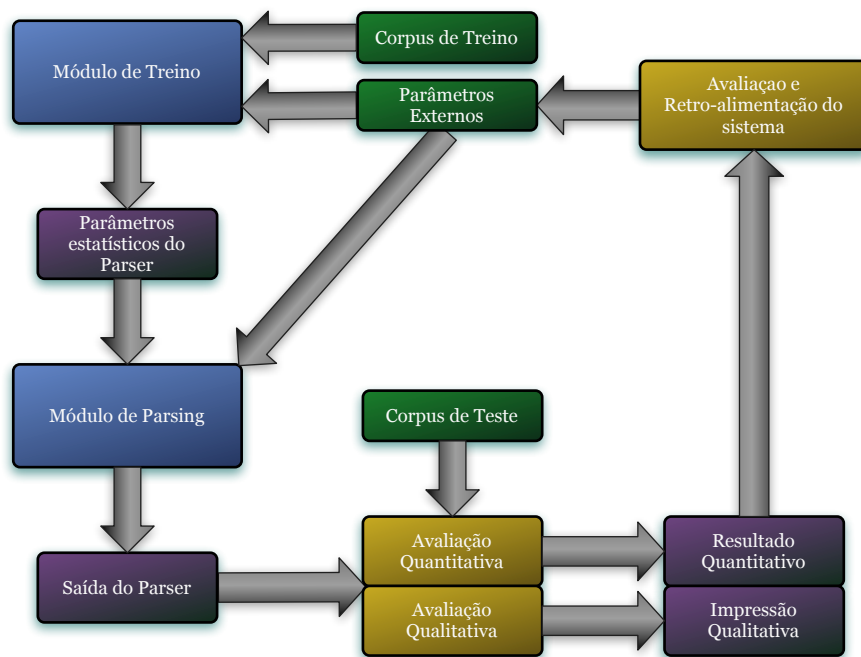 Corpus de Treino
Módulo de Treino
Parâmetros
Externos
Avaliaçao e
Retro-alimentação do
sistema
Parâmetros
estatísticos do
Parser
Módulo de Parsing
Corpus de Teste
Avaliação
Quantitativa
Resultado
Quantitativo
Saída do Parser
Avaliação
Qualitativa
Impressão
Qualitativa